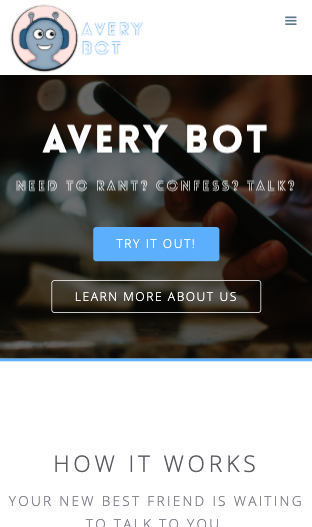 AVERY
BOT
AVERY BOT
NEED TO RANT? CONFESS? TALK?
TRY IT OUT!
LEARN MORE ABOUT US
HOW IT WORKS
YOUR NEW BEST FRIEND IS WAITING
TO TALK TO YOU